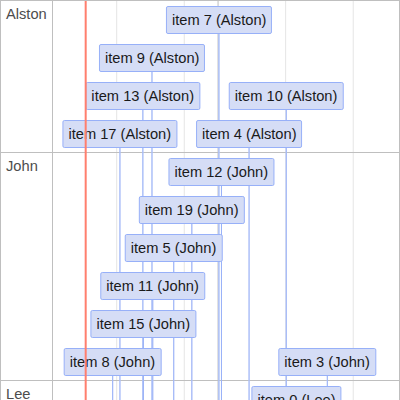 Alston
item 7 (Alston)
item 9 (Alston)
item 13 (Alston)
item 10 (Alston)
item 17 (Alston)
item 4 (Alston)
John
item 12 (John)
item 19 (John)
item 5 (John)
item 11 (John)
item 15 (John)
item 8 (John)
item 3 (John)
Lee
item 0 (Lee)